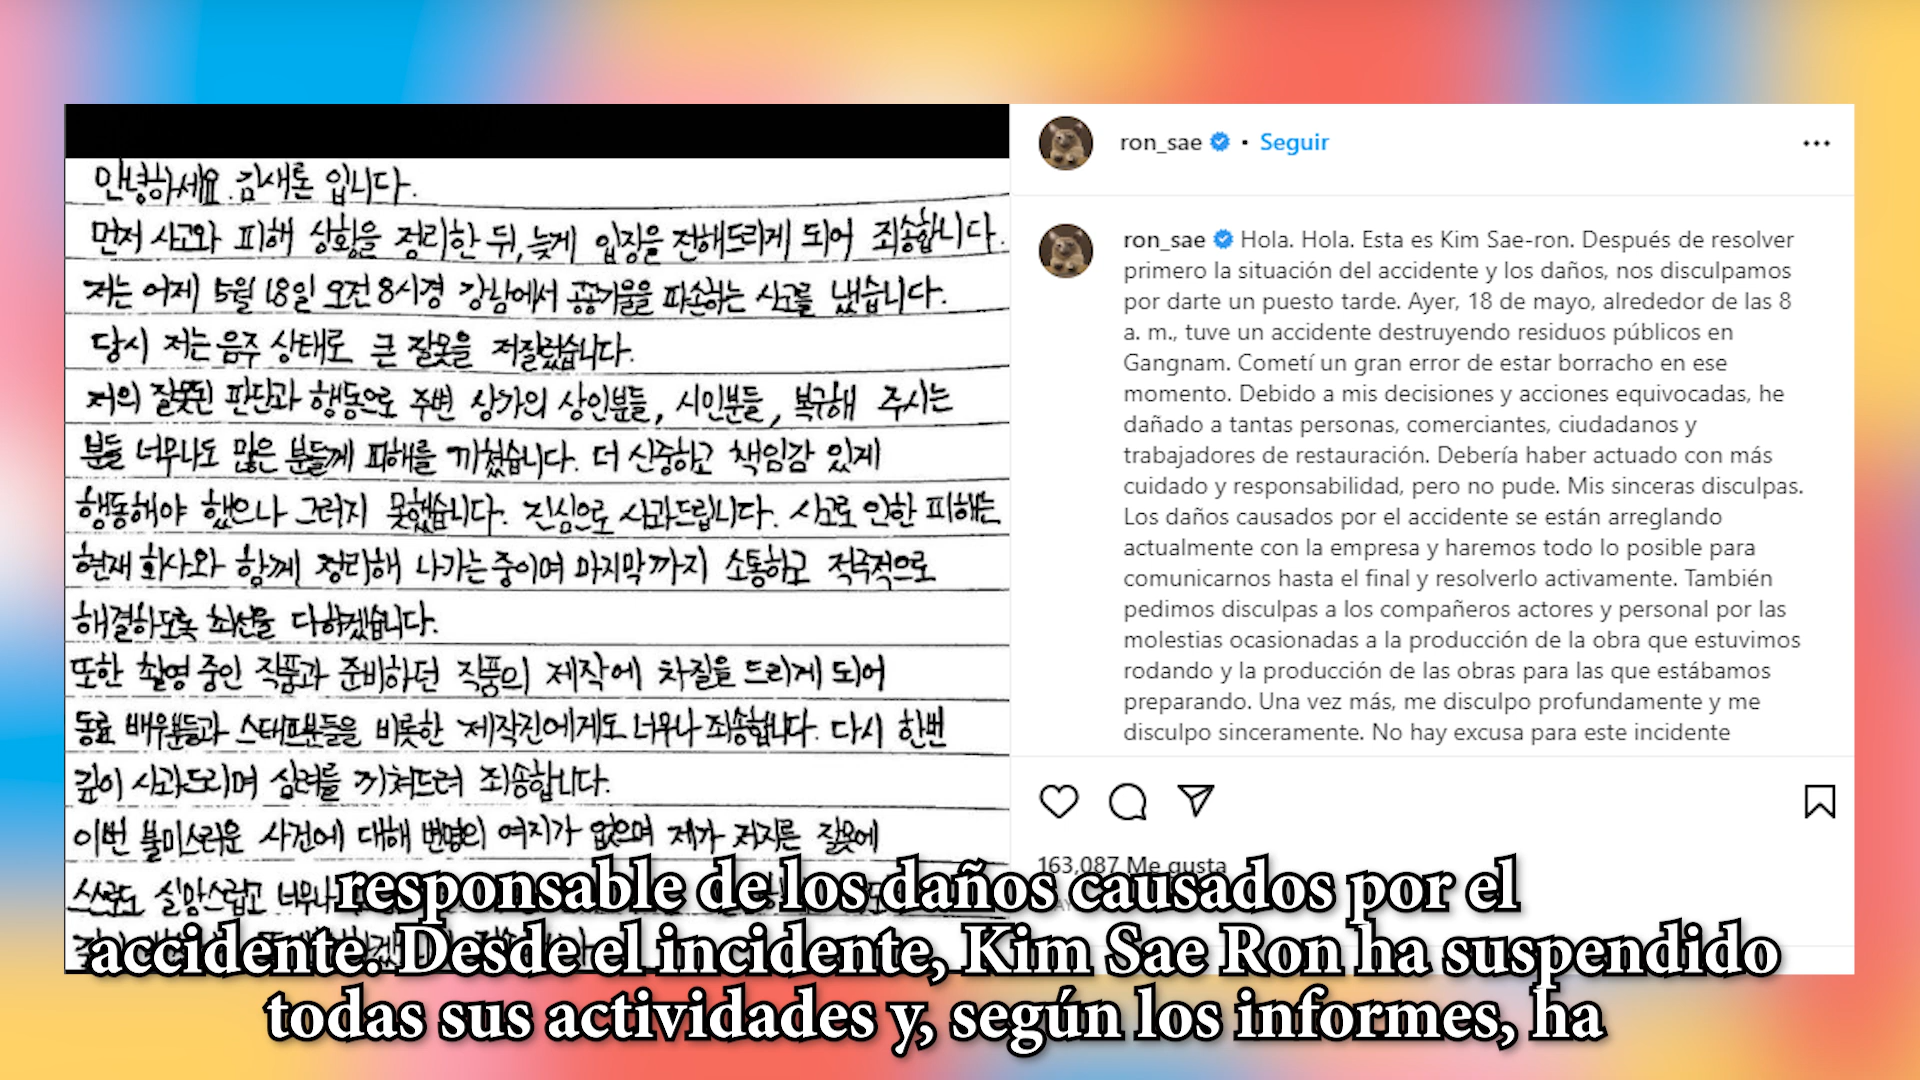 안녕하세요. 김새론 입니다.
먼저 사고와 피해 상황을 정리한 뒤, 늦게 입장을 전해드리게 되어 죄송합니다.
저는 어제 5월 18일 오전 8시경 강남에서 공공기물을 파손하는 사고를 냈습니다.
당시 저는 음주 상태로 큰 잘못을 저질렀습니다.
저의 잘못된 판단과 행동으로 주변 상가의 상인분들, 시민분들, 복구해 주시는
분들 너무나도 많은 분들께 피해를 끼쳤습니다. 더 신중하고 책임감 있게
행동해야 했으나 그러지 못했습니다. 진심으로 사과드립니다. 사고로 인한 피해는
현재 회사와 함께 정리해 나가는 중이며 마지막까지 소통하고 적극적으로
해결하도록 최선을 다하겠습니다.
또한 촬영 중인 작품과 준비하던 작품의 제작에 차질을 드리게 되어
동료 배우분들과 스태프분들을 비롯한 제작진에게도 너무나 죄송합니다. 다시 한번
깊이 사과드리며 심려를 끼쳐드려 죄송합니다.
이번 불미스러운 사건에 대해 변명의 여지가 없으며 제가 저지른 잘못에
스스로도 실망스럽고 너무나
ron_sae • Seguir
ron_sae Hola. Hola. Esta es Kim Sae-ron. Después de resolver
primero la situación del accidente y los daños, nos disculpamos
por darte un puesto tarde. Ayer, 18 de mayo, alrededor de las 8
a. m., tuve un accidente destruyendo residuos públicos en
Gangnam. Cometí un gran error de estar borracho en ese
momento. Debido a mis decisiones y acciones equivocadas, he
dañado a tantas personas, comerciantes, ciudadanos y
trabajadores de restauración. Debería haber actuado con más
cuidado y responsabilidad, pero no pude. Mis sinceras disculpas.
Los daños causados por el accidente se están arreglando
actualmente con la empresa y haremos todo lo posible para
comunicarnos hasta el final y resolverlo activamente. También
pedimos disculpas a los compañeros actores y personal por las
molestias ocasionadas a la producción de la obra que estuvimos
rodando y la producción de las obras para las que estábamos
preparando. Una vez más, me disculpo profundamente y me
disculpo sinceramente. No hay excusa para este incidente
163,087 Me gusta
responsable de los daños causados por el
accidente. Desde el incidente, Kim Sae Ron ha suspendido
todas sus actividades y, según los informes, ha